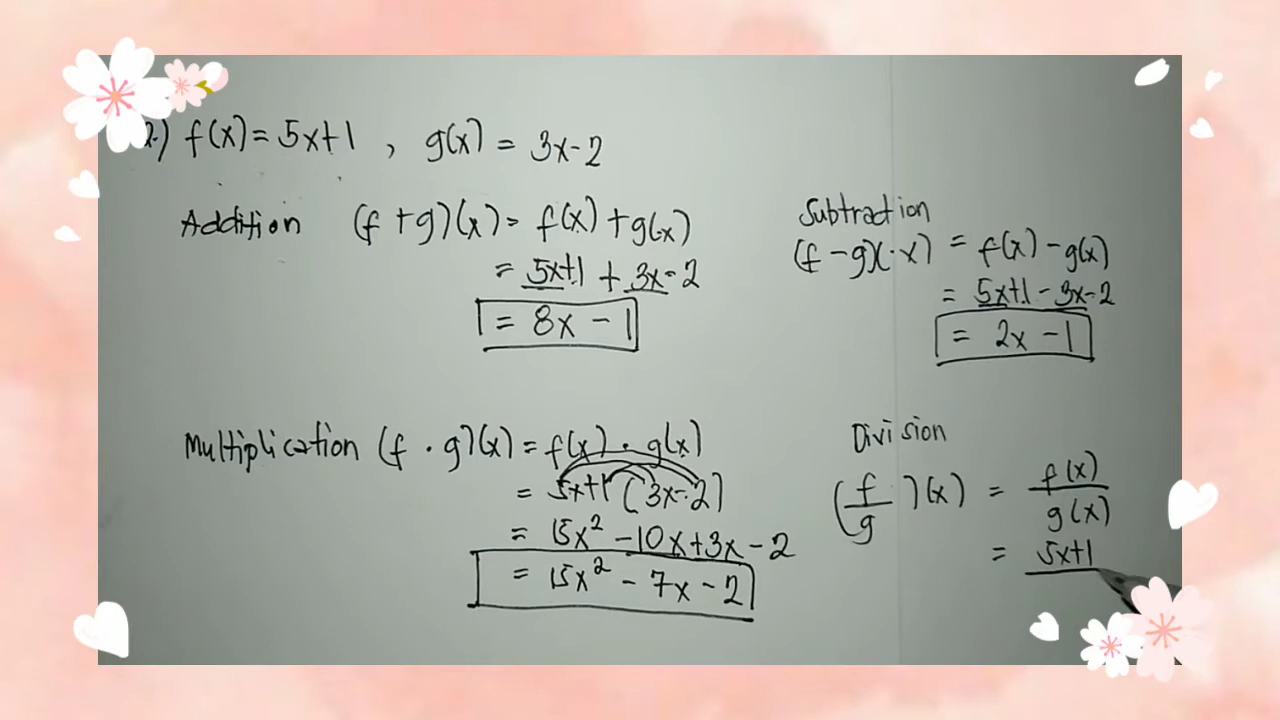 2.) f(x) = 5x+1 , g(x) = 3x-2
Addition (f+g)(x) = f(x) + g(x)
= 5x+1 + 3x-2
= 8x - 1
Subtraction
(f-g)(x) = f(x) - g(x)
= 5x+1 - 3x-2
= 2x - 1
Multiplication (f · g)(x) = f(x) · g(x)
= 5x+1 (3x-2)
= 15x² - 10x + 3x - 2
= 15x² - 7x - 2
Division
(f/g)(x) = f(x)/g(x)
= 5x+1